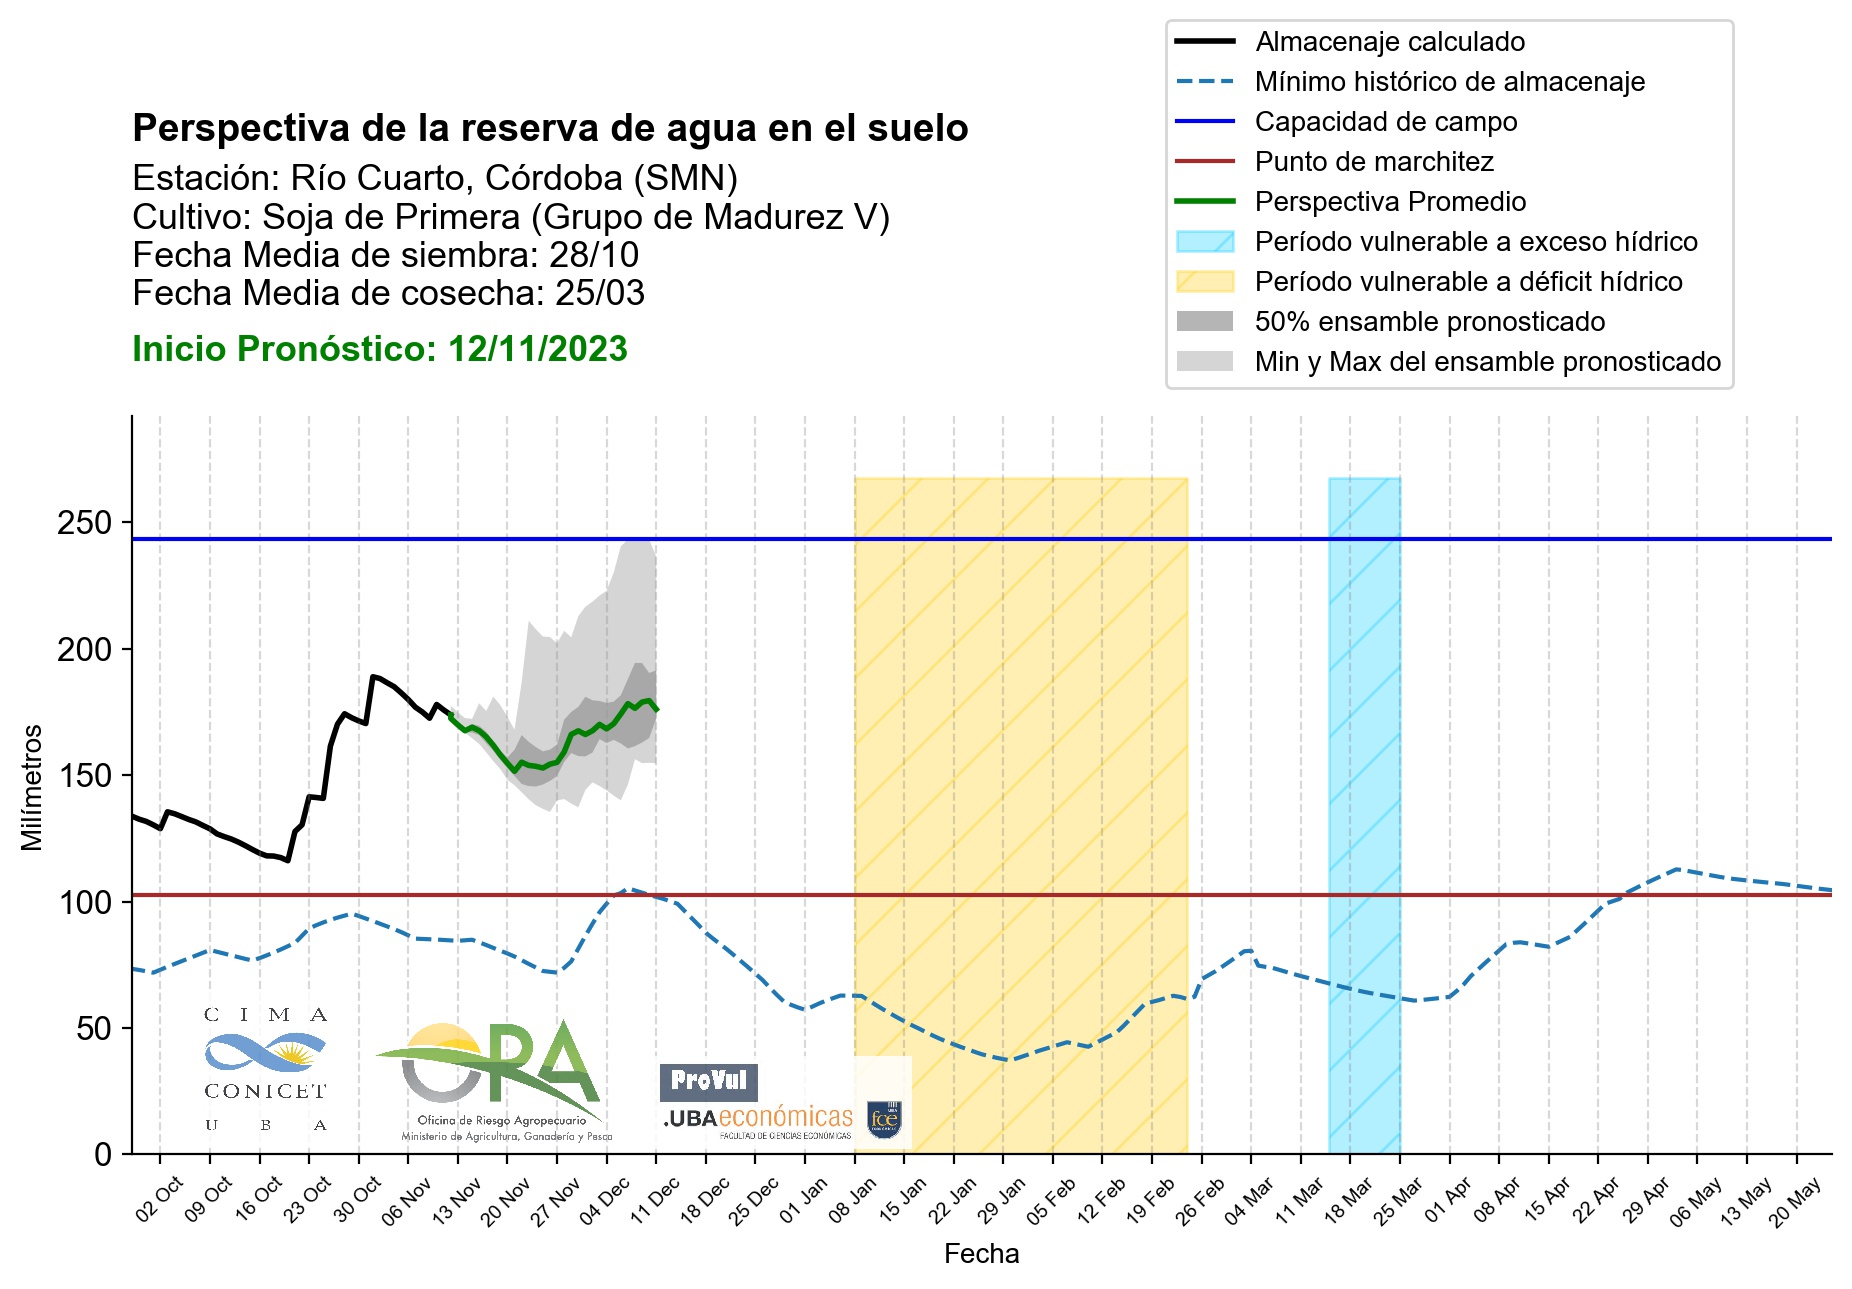 Almacenaje calculado
Mínimo histórico de almacenaje
Capacidad de campo
Punto de marchitez
Perspectiva Promedio
Período vulnerable a exceso hídrico
Período vulnerable a déficit hídrico
50% ensamble pronosticado
Min y Max del ensamble pronosticado
Perspectiva de la reserva de agua en el suelo
Estación: Río Cuarto, Córdoba (SMN)
Cultivo: Soja de Primera (Grupo de Madurez V)
Fecha Media de siembra: 28/10
Fecha Media de cosecha: 25/03
Inicio Pronóstico: 12/11/2023
Milímetros
250
200
150
100
50
0
CIMA
CONICET
UBA
ORA
Oficina de Riesgo Agropecuario
Ministerio de Agricultura, Ganadería y Pesca
ProVul
.UBAeconómicas
FACULTAD DE CIENCIAS ECONÓMICAS
UBA
fce
02 Oct
09 Oct
16 Oct
23 Oct
30 Oct
06 Nov
13 Nov
20 Nov
27 Nov
04 Dec
11 Dec
18 Dec
25 Dec
01 Jan
08 Jan
15 Jan
22 Jan
29 Jan
05 Feb
12 Feb
19 Feb
26 Feb
04 Mar
11 Mar
18 Mar
25 Mar
01 Apr
08 Apr
15 Apr
22 Apr
29 Apr
06 May
13 May
20 May
Fecha